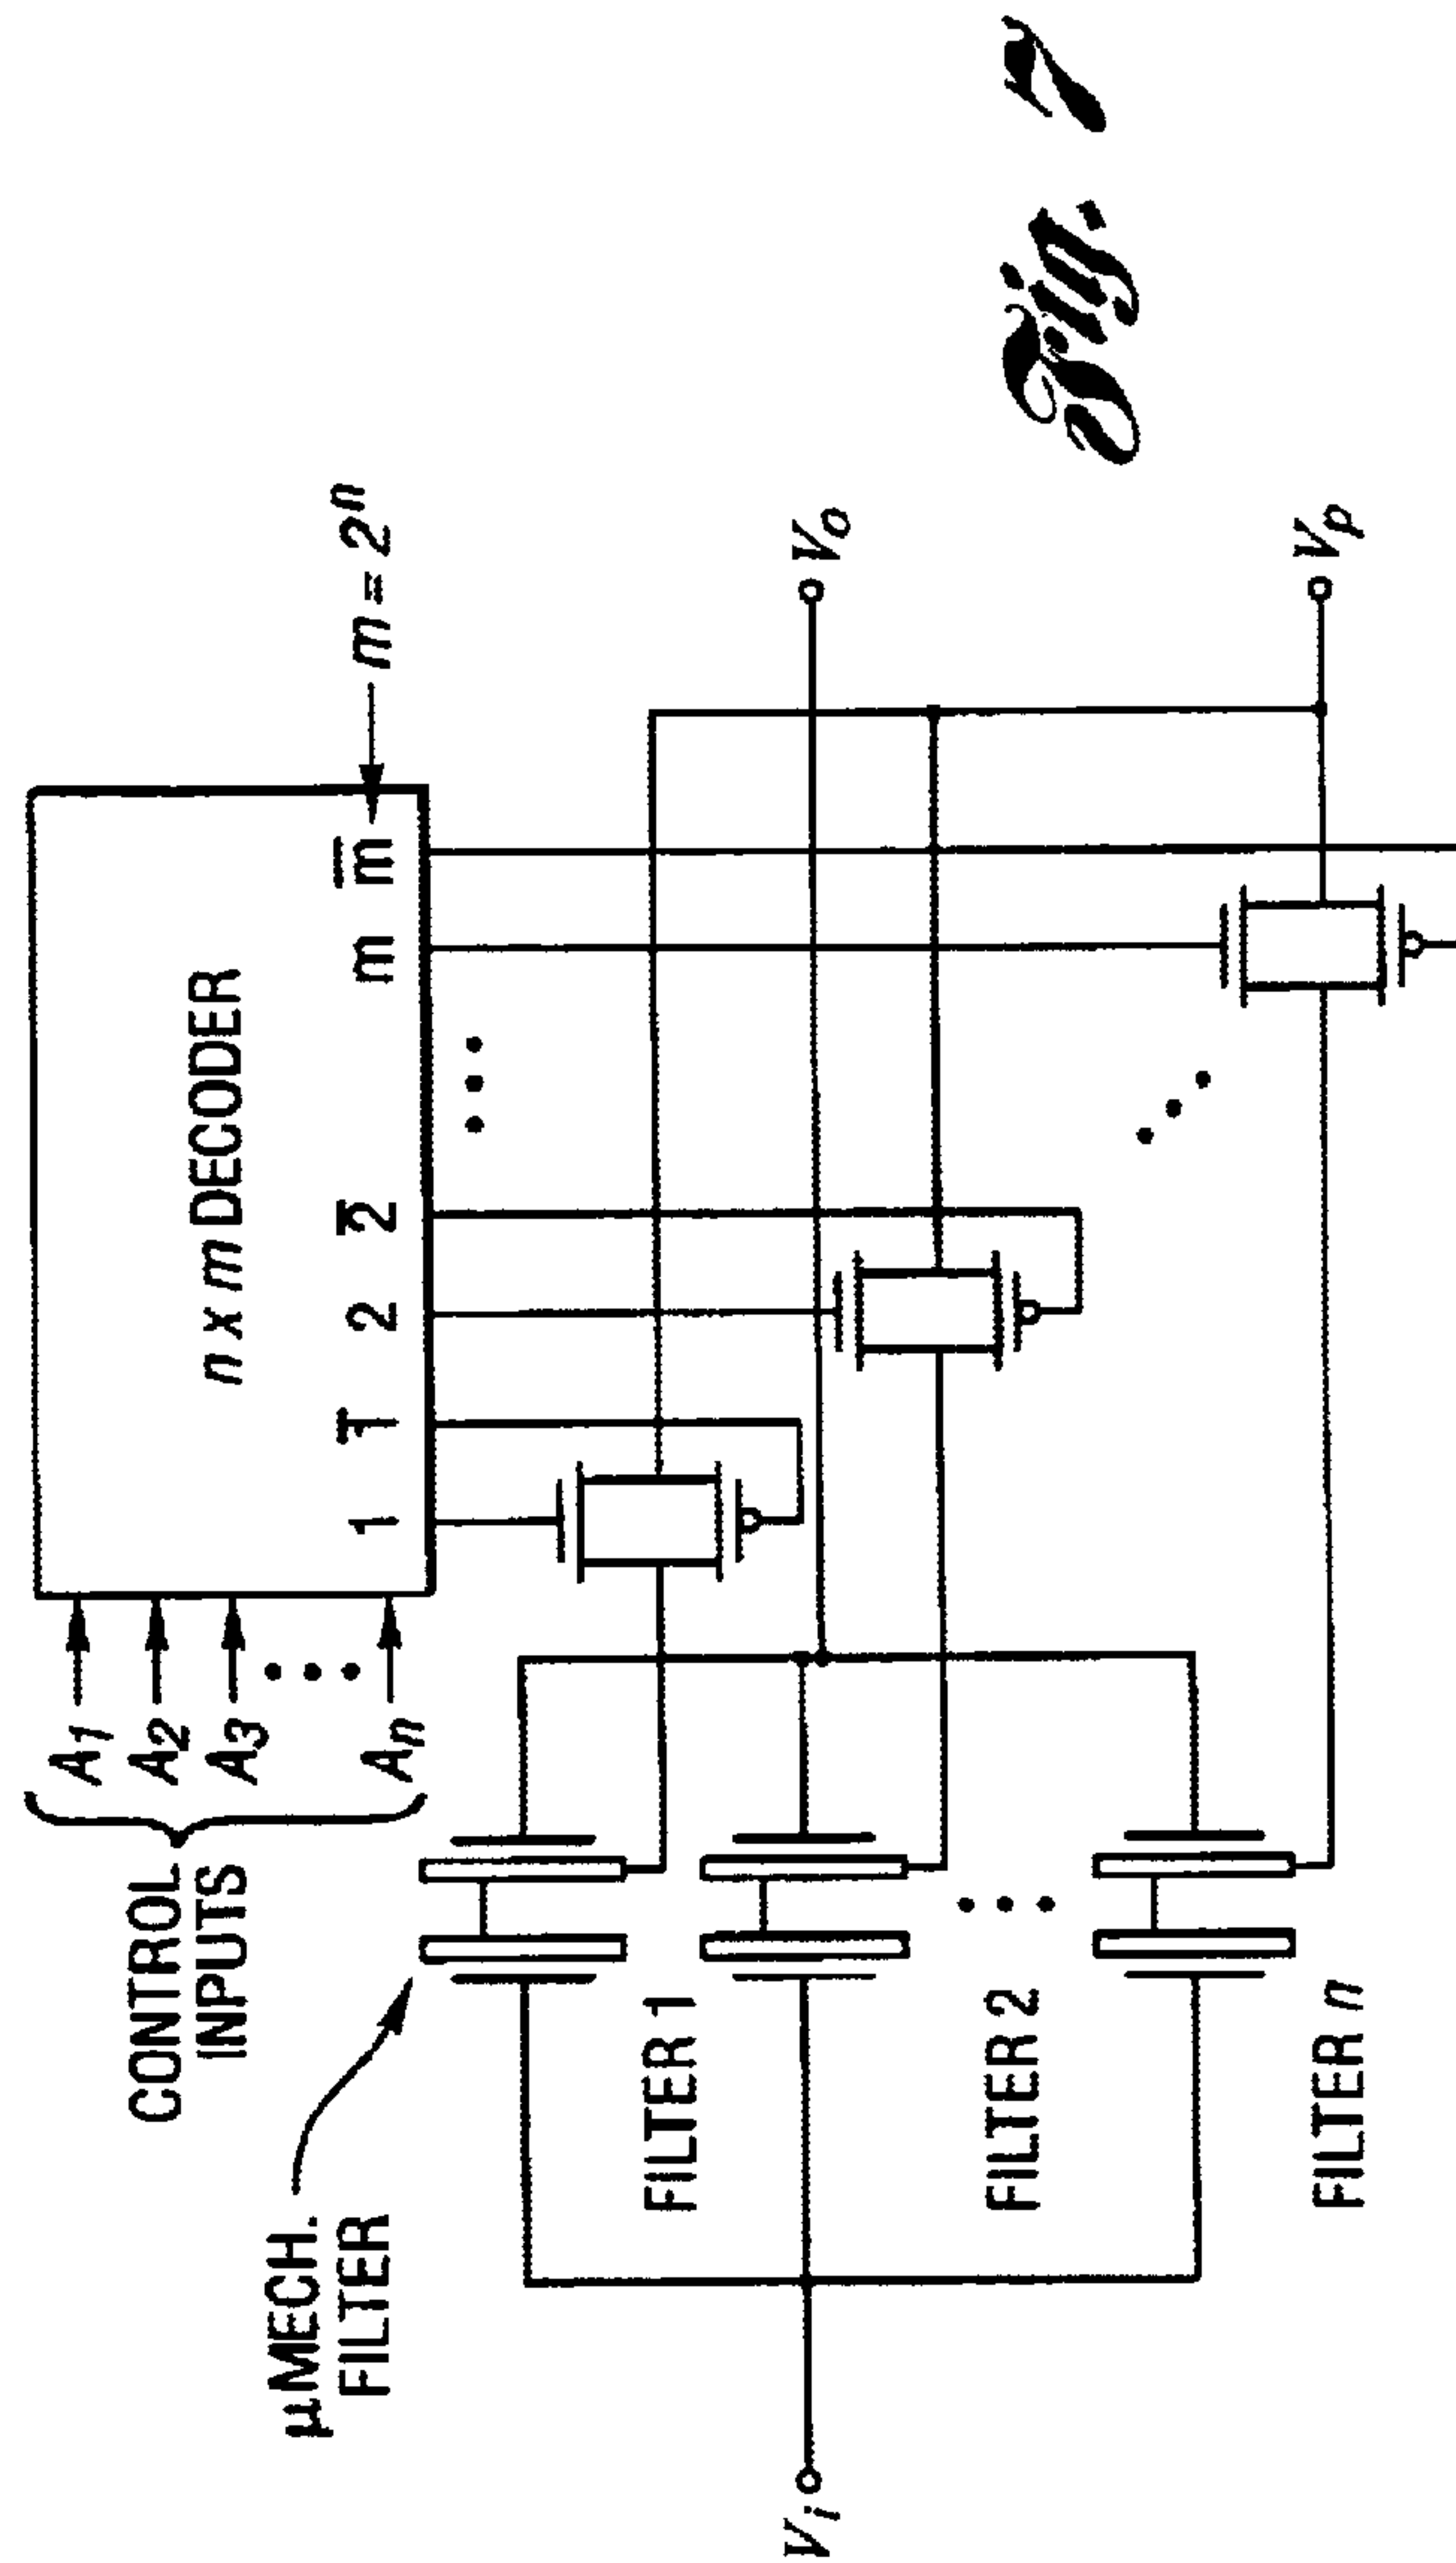 CONTROL
INPUTS
A1
A2
A3
An
n x m DECODER
1 1̅ 2 2̅ m m̅
m = 2ⁿ
μMECH.
FILTER
FILTER 1
FILTER 2
FILTER n
Vi
Vo
Vp
Fig. 7